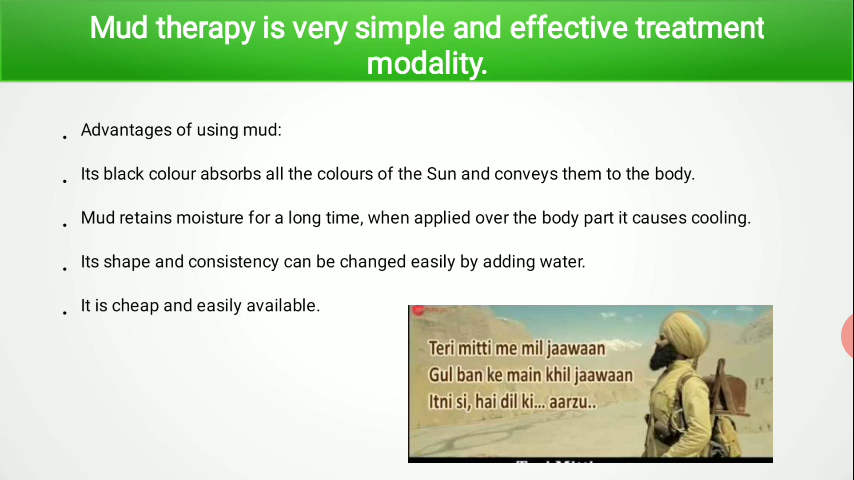 Mud therapy is very simple and effective treatment
modality.
Advantages of using mud:
Its black colour absorbs all the colours of the Sun and conveys them to the body.
Mud retains moisture for a long time, when applied over the body part it causes cooling.
Its shape and consistency can be changed easily by adding water.
It is cheap and easily available.
Teri mitti me mil jaawaan
Gul ban ke main khil jaawaan
Itni si, hai dil ki... aarzu..